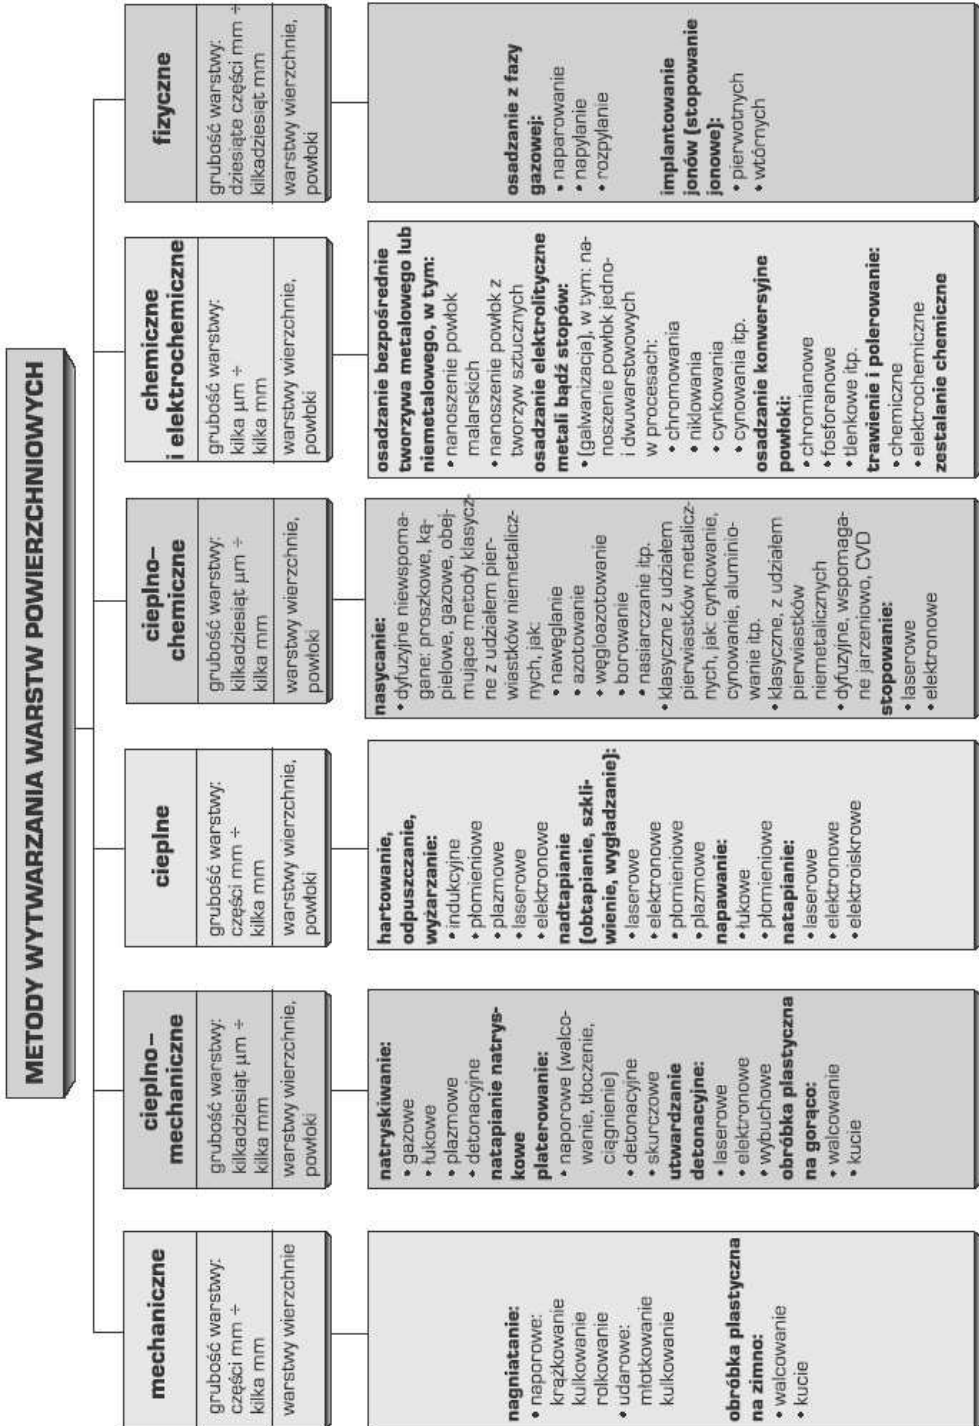 METODY WYTWARZANIA WARSTW POWIERZCHNIOWYCH
mechaniczne
grubość warstwy:
części mm ÷
kilka mm
warstwy wierzchnie
nagniatanie:
• naporowe:
krążkowanie
kulkowanie
rolkowanie
• udarowe:
młotkowanie
kulkowanie
obróbka plastyczna
na zimno:
• walcowanie
• kucie
cieplno–
mechaniczne
grubość warstwy:
kilkadziesiąt µm ÷
kilka mm
warstwy wierzchnie,
powłoki
natryskiwanie:
• gazowe
• łukowe
• plazmowe
• detonacyjne
natapianie natrys-
kowe
platerowanie:
• naporowe (walco-
wanie, tłoczenie,
ciągnienie)
• detonacyjne
• skurczowe
utwardzanie
detonacyjne:
• laserowe
• elektronowe
• wybuchowe
obróbka plastyczna
na gorąco:
• walcowanie
• kucie
cieplne
grubość warstwy:
części mm ÷
kilka mm
warstwy wierzchnie,
powłoki
hartowanie,
odpuszczanie,
wyżarzanie:
• indukcyjne
• płomieniowe
• plazmowe
• laserowe
• elektronowe
nadtapianie
(obtapianie, szkli-
wienie, wygładzanie):
• laserowe
• elektronowe
• płomieniowe
• plazmowe
napawanie:
• łukowe
• płomieniowe
natapianie:
• laserowe
• elektronowe
• elektroiskrowe
cieplno–
chemiczne
grubość warstwy:
kilkadziesiąt µm ÷
kilka mm
warstwy wierzchnie,
powłoki
nasycanie:
• dyfuzyjne niewspoma-
gane: proszkowe, ką-
pielowe, gazowe, obej-
mujące metody klasycz-
ne z udziałem pier-
wiastków niemetalicz-
nych, jak:
• nawęglanie
• azotowanie
• węgloazotowanie
• borowanie
• nasiarczanie itp.
• klasyczne z udziałem
pierwiastków metalicz-
nych, jak: cynkowanie,
cynowanie, aluminio-
wanie itp.
• klasyczne, z udziałem
pierwiastków
niemetalicznych
• dyfuzyjne, wspomaga-
ne jarzeniowo, CVD
stopowanie:
• laserowe
• elektronowe
chemiczne
i elektrochemiczne
grubość warstwy:
kilka µm ÷
kilka mm
warstwy wierzchnie,
powłoki
osadzanie bezpośrednie
tworzywa metalowego lub
niemetalowego, w tym:
• nanoszenie powłok
malarskich
• nanoszenie powłok z
tworzyw sztucznych
osadzanie elektrolityczne
metali bądź stopów:
• (galwanizacja), w tym: na-
noszenie powłok jedno-
i dwuwarstwowych
w procesach:
• chromowania
• niklowania
• cynkowania
• cynowania itp.
osadzanie konwersyjne
powłoki:
• chromianowe
• fosforanowe
• tlenkowe itp.
trawienie i polerowanie:
• chemiczne
• elektrochemiczne
zestalanie chemiczne
fizyczne
grubość warstwy:
dziesiąte części mm ÷
kilkadziesiąt mm
warstwy wierzchnie,
powłoki
osadzanie z fazy
gazowej:
• naparowanie
• napylanie
• rozpylanie
implantowanie
jonów (stopowanie
jonowe):
• pierwotnych
• wtórnych